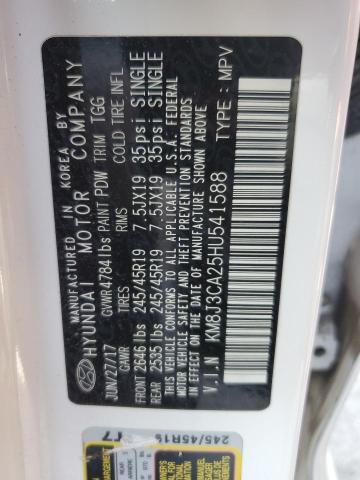 MANUFACTURED IN KOREA BY
HYUNDAI MOTOR COMPANY
JUN/27/17 GVWR 4784 lbs PAINT PDW TRIM TGG
GAWR TIRES RIMS COLD TIRE INFL
FRONT 2646 lbs 245/45R19 7.5JX19 35psi SINGLE
REAR 2535 lbs 245/45R19 7.5JX19 35psi SINGLE
THIS VEHICLE CONFORMS TO ALL APPLICABLE U.S.A. FEDERAL
MOTOR VEHICLE SAFETY, BUMPER, AND THEFT PREVENTION STANDARDS
IN EFFECT ON THE DATE OF MANUFACTURE SHOWN ABOVE
V.I.N KM8J3CA25HU541588 TYPE: MPV
245/45R19